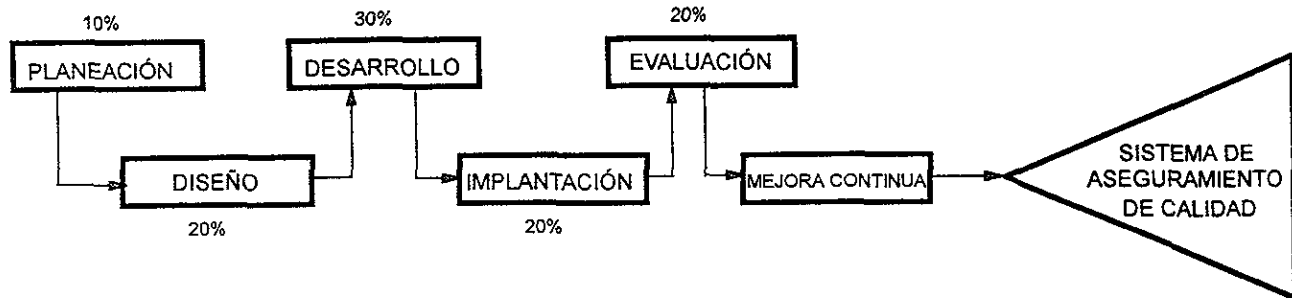 10%
PLANEACIÓN
DISEÑO
20%
30%
DESARROLLO
IMPLANTACIÓN
20%
20%
EVALUACIÓN
MEJORA CONTINUA
SISTEMA DE
ASEGURAMIENTO
DE CALIDAD